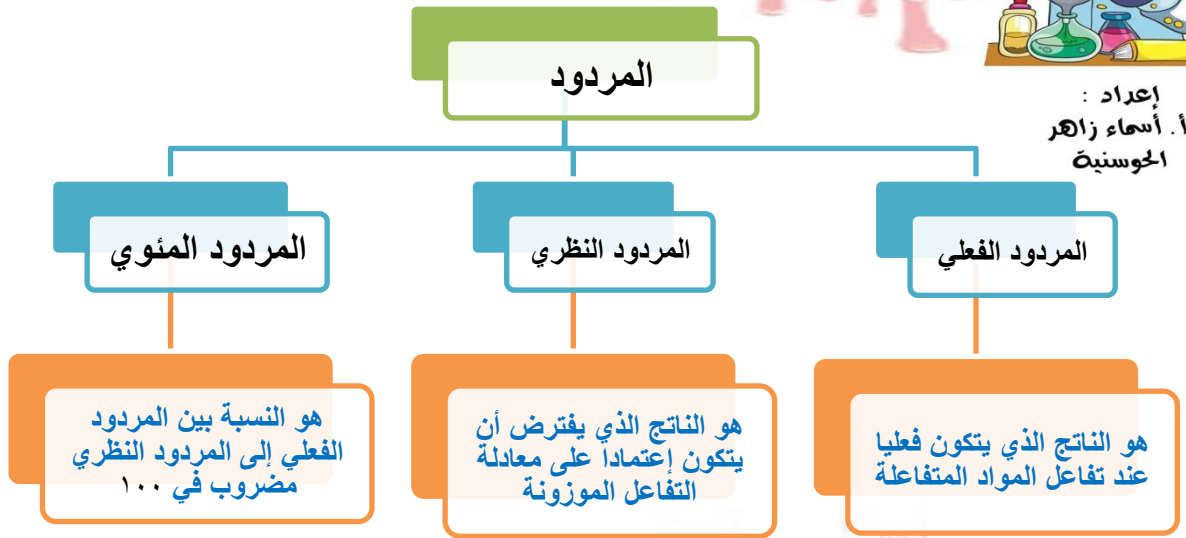 المردود
إعداد :
أ. أسماء زاهر
الحوسنية
المردود الفعلي
المردود النظري
المردود المئوي
هو الناتج الذي يتكون فعليا
عند تفاعل المواد المتفاعلة
هو الناتج الذي يفترض أن
يتكون إعتمادا على معادلة
التفاعل الموزونة
هو النسبة بين المردود
الفعلي إلى المردود النظري
مضروب في ١٠٠